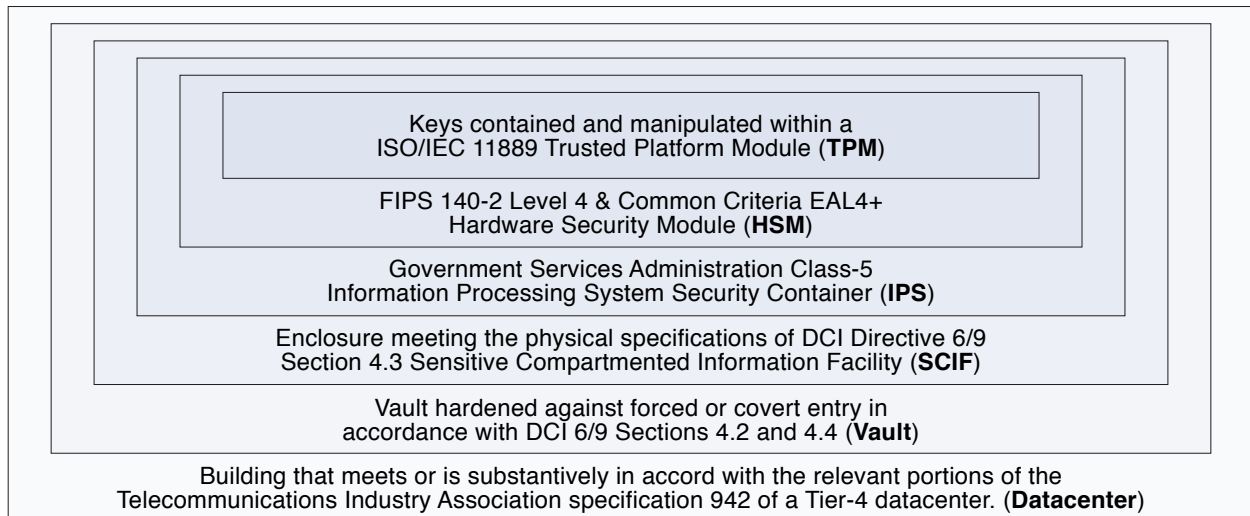 Keys contained and manipulated within a
ISO/IEC 11889 Trusted Platform Module (TPM)
FIPS 140-2 Level 4 & Common Criteria EAL4+
Hardware Security Module (HSM)
Government Services Administration Class-5
Information Processing System Security Container (IPS)
Enclosure meeting the physical specifications of DCI Directive 6/9
Section 4.3 Sensitive Compartmented Information Facility (SCIF)
Vault hardened against forced or covert entry in
accordance with DCI 6/9 Sections 4.2 and 4.4 (Vault)
Building that meets or is substantively in accord with the relevant portions of the
Telecommunications Industry Association specification 942 of a Tier-4 datacenter. (Datacenter)